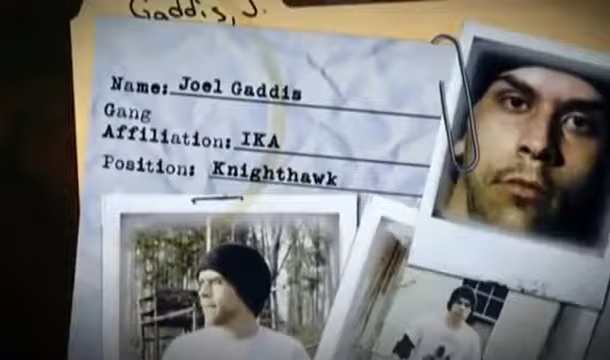 Gaddis, J.
Name: Joel Gaddis
Gang
Affiliation: IKA
Position: Knighthawk